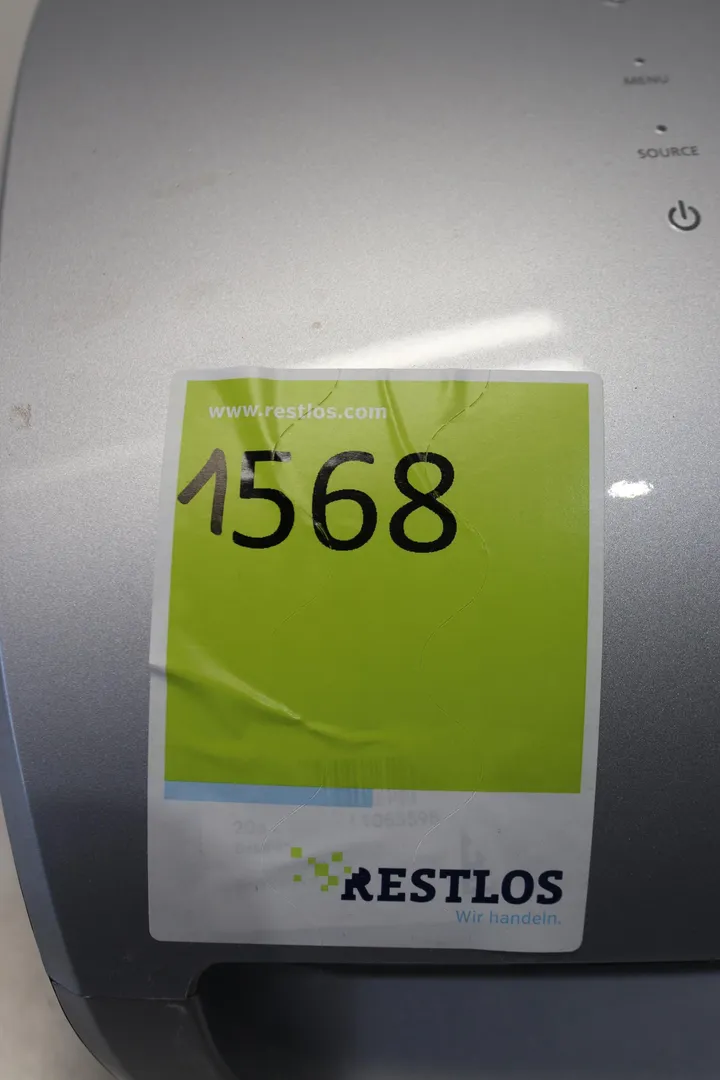 MENU
SOURCE
www.restlos.com
1568
RESTLOS
Wir handeln.